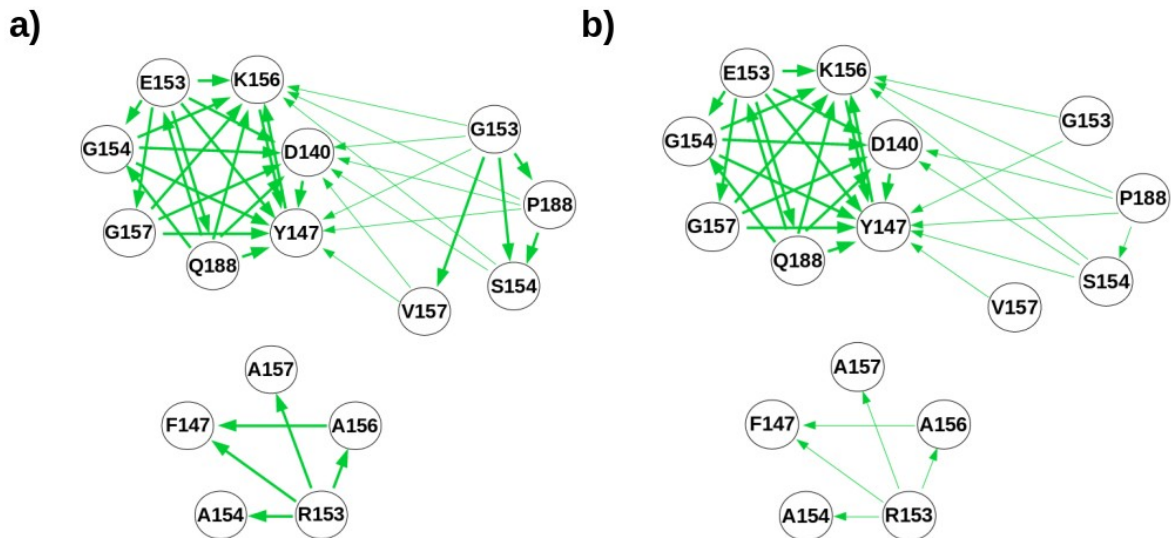 a)
E153
K156
G154
D140
G153
G157
Y147
P188
Q188
S154
V157
A157
F147
A156
A154
R153
b)
E153
K156
G154
D140
G153
G157
Y147
P188
Q188
S154
V157
A157
F147
A156
A154
R153